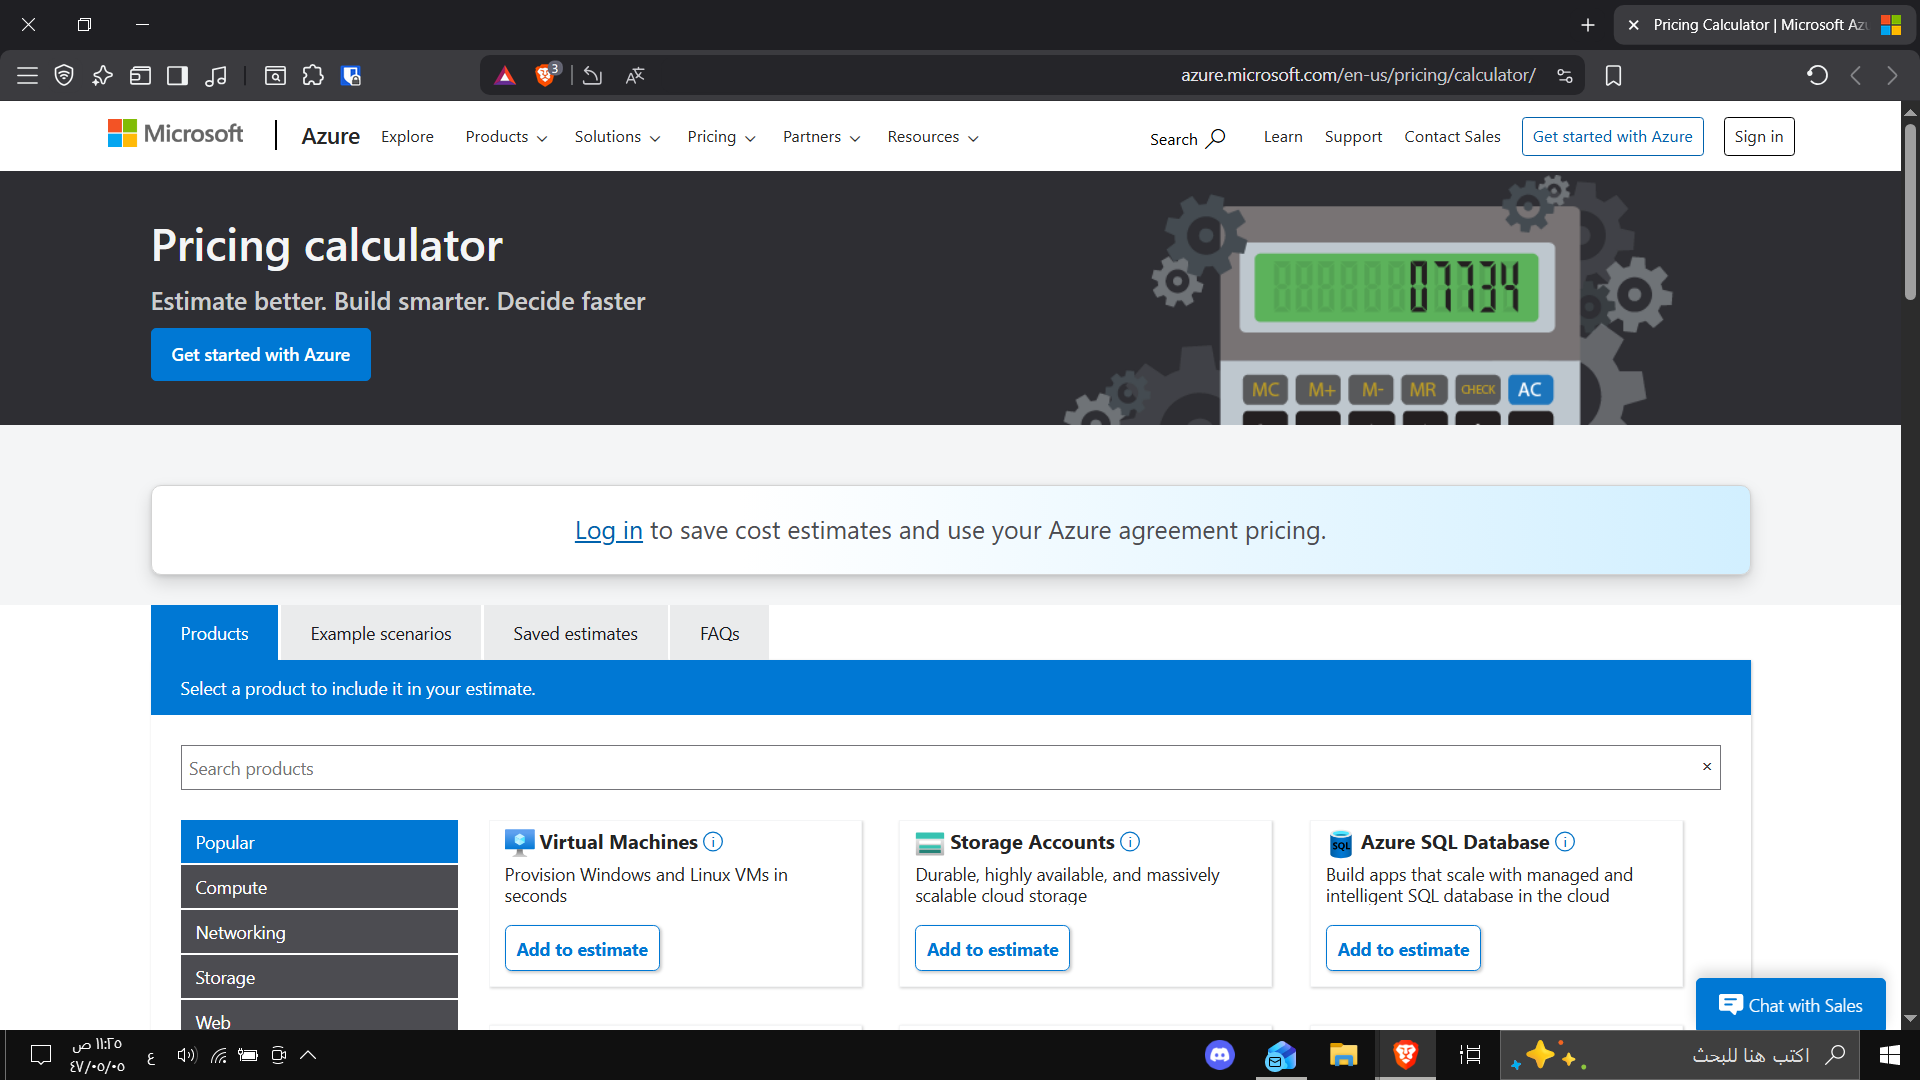 Pricing Calculator | Microsoft Az
3
azure.microsoft.com/en-us/pricing/calculator/
Microsoft
Azure
Explore
Products
Solutions
Pricing
Partners
Resources
Search
Learn
Support
Contact Sales
Get started with Azure
Sign in
Pricing calculator
Estimate better. Build smarter. Decide faster
Get started with Azure
07734
MC
M+
M-
MR
CHECK
AC
Log in to save cost estimates and use your Azure agreement pricing.
Products
Example scenarios
Saved estimates
FAQs
Select a product to include it in your estimate.
Search products
Popular
Compute
Networking
Storage
Web
Virtual Machines
Provision Windows and Linux VMs in
seconds
Add to estimate
Storage Accounts
Durable, highly available, and massively
scalable cloud storage
Add to estimate
SQL
Azure SQL Database
Build apps that scale with managed and
intelligent SQL database in the cloud
Add to estimate
Chat with Sales
اكتب هنا للبحث
ع
١١:٢٥ ص
٤٧/٠٥/٠٥